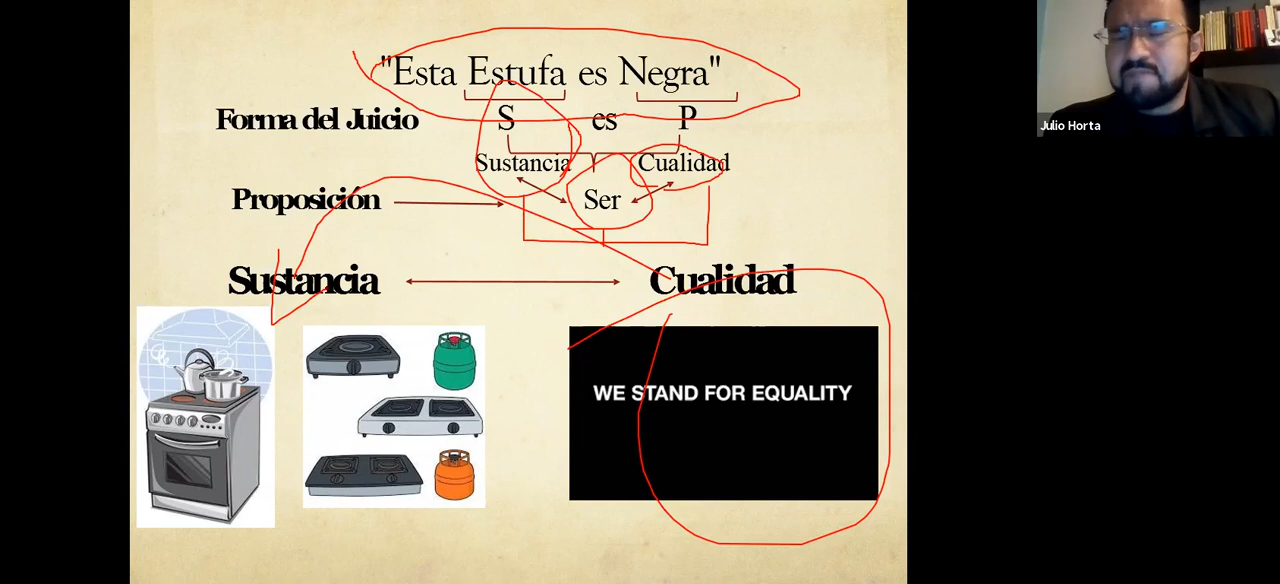 "Esta Estufa es Negra"
Forma del Juicio
S es P
Sustancia Cualidad
Proposición
Ser
Sustancia Cualidad
WE STAND FOR EQUALITY
Julio Horta